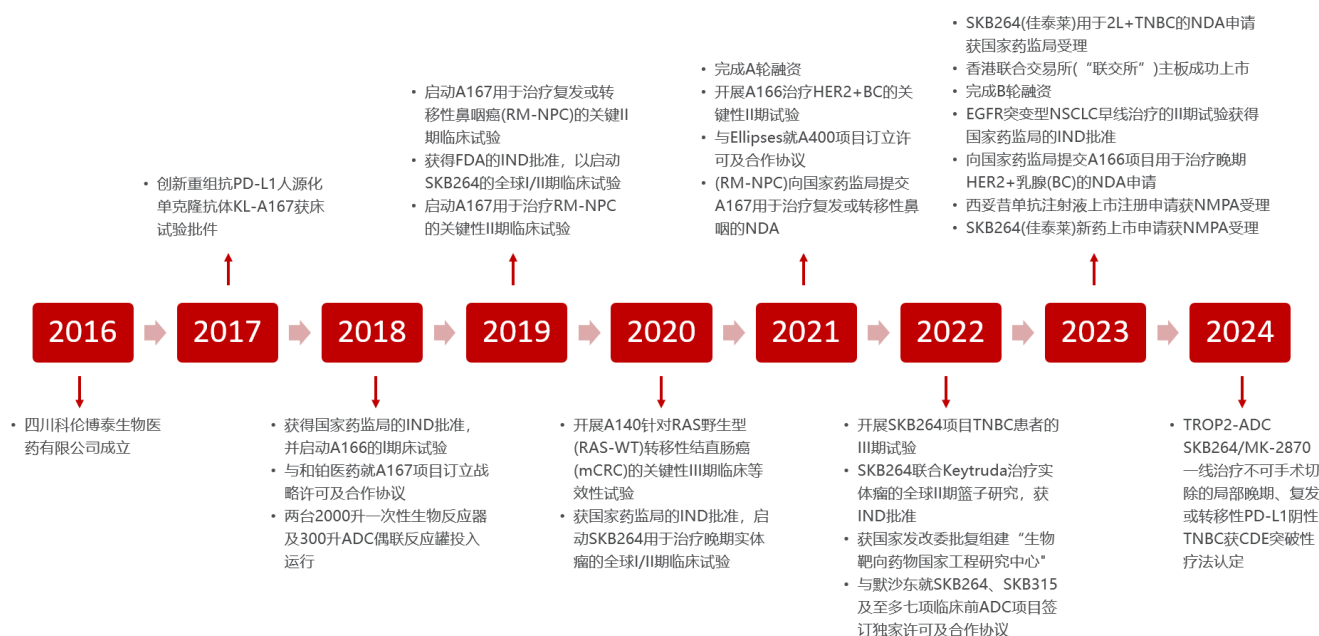 • 创新重组抗PD-L1人源化
单克隆抗体KL-A167获床
试验批件
• 启动A167用于治疗复发或转
移性鼻咽癌(RM-NPC)的关键II
期临床试验
• 获得FDA的IND批准，以启动
SKB264的全球I/II期临床试验
• 启动A167用于治疗RM-NPC
的关键性II期临床试验
• 完成A轮融资
• 开展A166治疗HER2+BC的关
键性II期试验
• 与Ellipses就A400项目订立许
可及合作协议
• (RM-NPC)向国家药监局提交
A167用于治疗复发或转移性鼻
咽的NDA
• SKB264(佳泰莱)用于2L+TNBC的NDA申请
获国家药监局受理
• 香港联合交易所(“联交所”)主板成功上市
• 完成B轮融资
• EGFR突变型NSCLC早线治疗的II期试验获得
国家药监局的IND批准
• 向国家药监局提交A166项目用于治疗晚期
HER2+乳腺(BC)的NDA申请
• 西妥昔单抗注射液上市注册申请获NMPA受理
• SKB264(佳泰莱)新药上市申请获NMPA受理
2016
2017
2018
2019
2020
2021
2022
2023
2024
• 四川科伦博泰生物医
药有限公司成立
• 获得国家药监局的IND批准，
并启动A166的I期床试验
• 与和铂医药就A167项目订立战
略许可及合作协议
• 两台2000升一次性生物反应器
及300升ADC偶联反应罐投入
运行
• 开展A140针对RAS野生型
(RAS-WT)转移性结直肠癌
(mCRC)的关键性III期临床等
效性试验
• 获国家药监局的IND批准，启
动SKB264用于治疗晚期实体
瘤的全球I/II期临床试验
• 开展SKB264项目TNBC患者的
III期试验
• SKB264联合Keytruda治疗实
体瘤的全球II期篮子研究，获
IND批准
• 获国家发改委批复组建“生物
靶向药物国家工程研究中心"
• 与默沙东就SKB264、SKB315
及至多七项临床前ADC项目签
订独家许可及合作协议
• TROP2-ADC
SKB264/MK-2870
一线治疗不可手术切
除的局部晚期、复发
或转移性PD-L1阴性
TNBC获CDE突破性
疗法认定